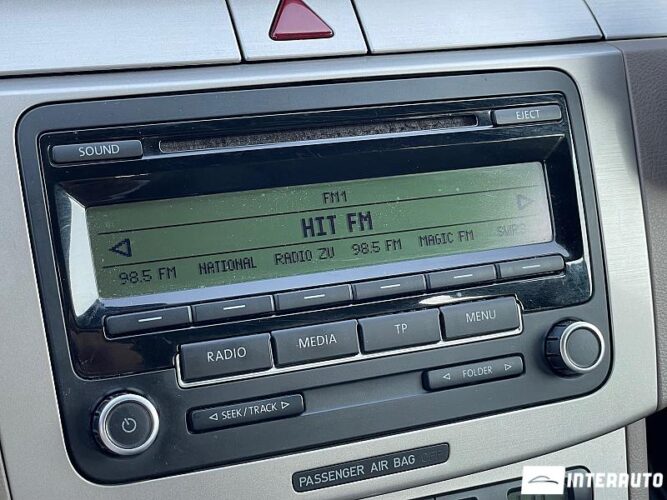 SOUND
EJECT
FM1
HIT FM
98.5 FM NATIONAL RADIO ZU 98.5 FM MAGIC FM
RADIO MEDIA TP MENU
SEEK/TRACK FOLDER
PASSENGER AIR BAG OFF
INTERAUTO